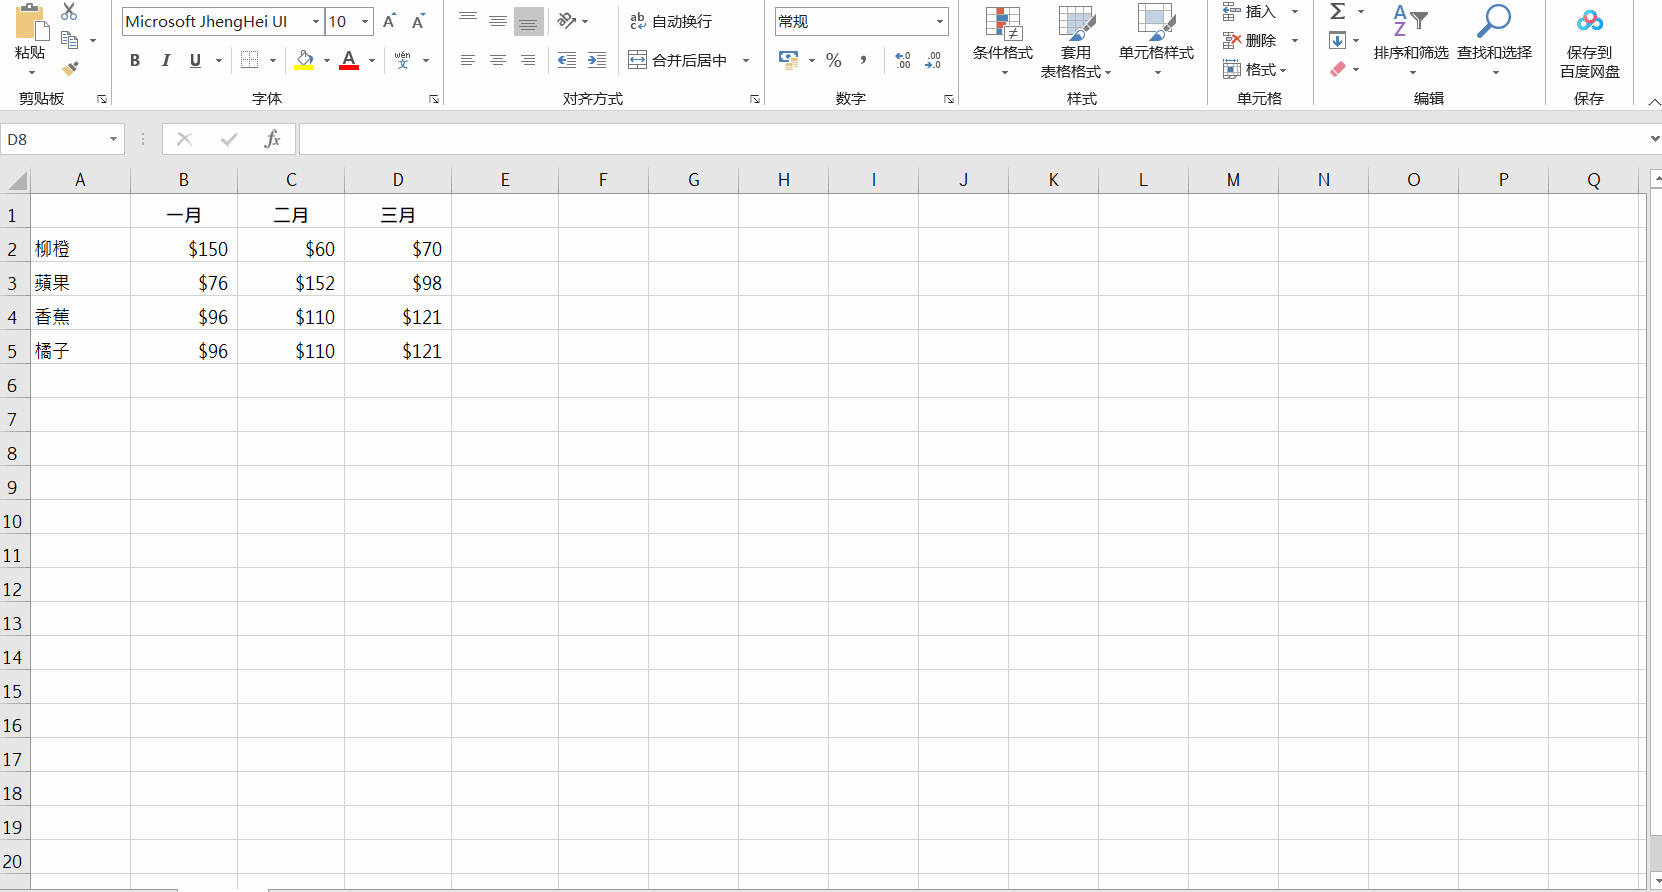 Microsoft JhengHei UI 10 A A ab 自动换行 常规 插入 Σ A Z
粘贴 B I U A wén 文 合并后居中 % , .00 .00 条件格式 套用 表格格式 单元格样式 删除 格式 排序和筛选 查找和选择 保存到 百度网盘
剪贴板 字体 对齐方式 数字 样式 单元格 编辑 保存
D8 fx
A B C D E F G H I J K L M N O P Q
1 一月 二月 三月
2 柳橙 $150 $60 $70
3 蘋果 $76 $152 $98
4 香蕉 $96 $110 $121
5 橘子 $96 $110 $121
6
7
8
9
10
11
12
13
14
15
16
17
18
19
20